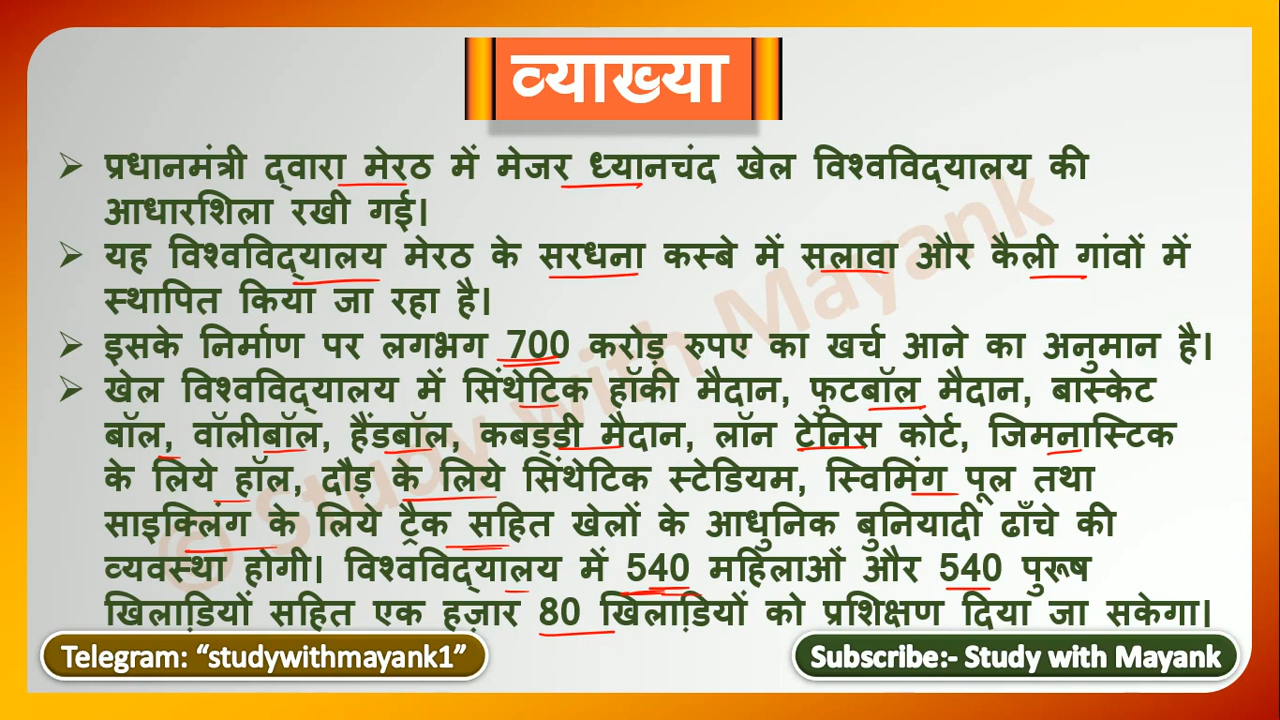 व्याख्या
प्रधानमंत्री द्वारा मेरठ में मेजर ध्यानचंद खेल विश्वविद्यालय की
आधारशिला रखी गई।
यह विश्वविद्यालय मेरठ के सरधना कस्बे में सलावा और कैली गांवों में
स्थापित किया जा रहा है।
इसके निर्माण पर लगभग 700 करोड़ रुपए का खर्च आने का अनुमान है।
खेल विश्वविद्यालय में सिंथेटिक हॉकी मैदान, फुटबॉल मैदान, बास्केट
बॉल, वॉलीबॉल, हैंडबॉल, कबड्डी मैदान, लॉन टेनिस कोर्ट, जिमनास्टिक
के लिये हॉल, दौड़ के लिये सिंथेटिक स्टेडियम, स्विमिंग पूल तथा
साइक्लिंग के लिये ट्रैक सहित खेलों के आधुनिक बुनियादी ढाँचे की
व्यवस्था होगी। विश्वविद्यालय में 540 महिलाओं और 540 पुरूष
खिलाड़ियों सहित एक हज़ार 80 खिलाड़ियों को प्रशिक्षण दिया जा सकेगा।
© Study with Mayank
Telegram: “studywithmayank1”
Subscribe:- Study with Mayank